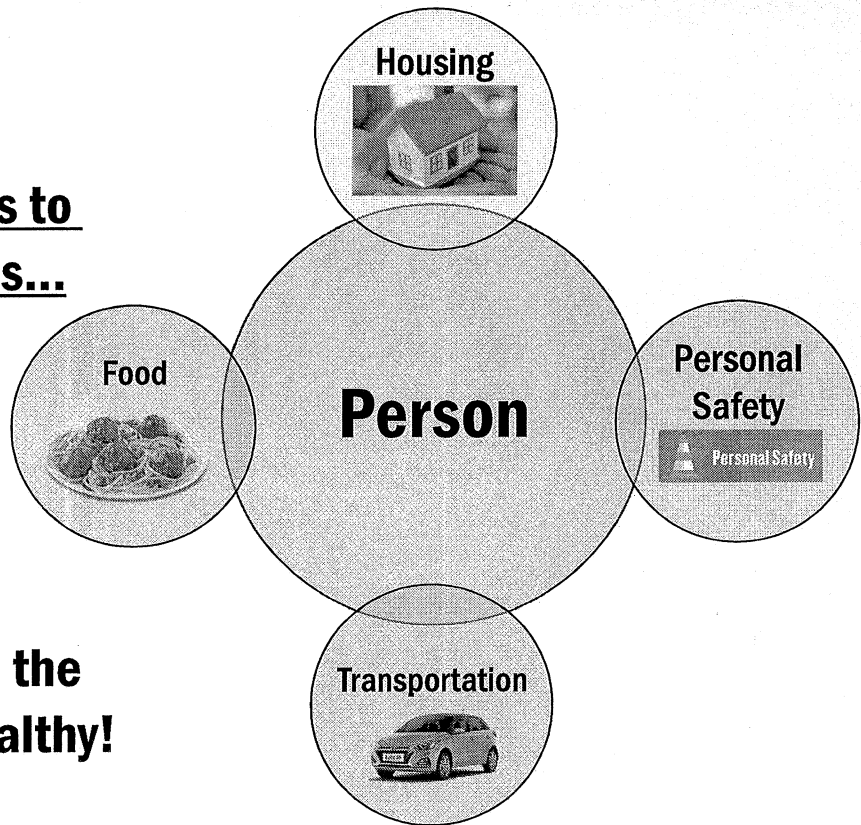 Housing
s to
s...
Food
Person
Personal
Safety
Personal Safety
the
althy!
Transportation